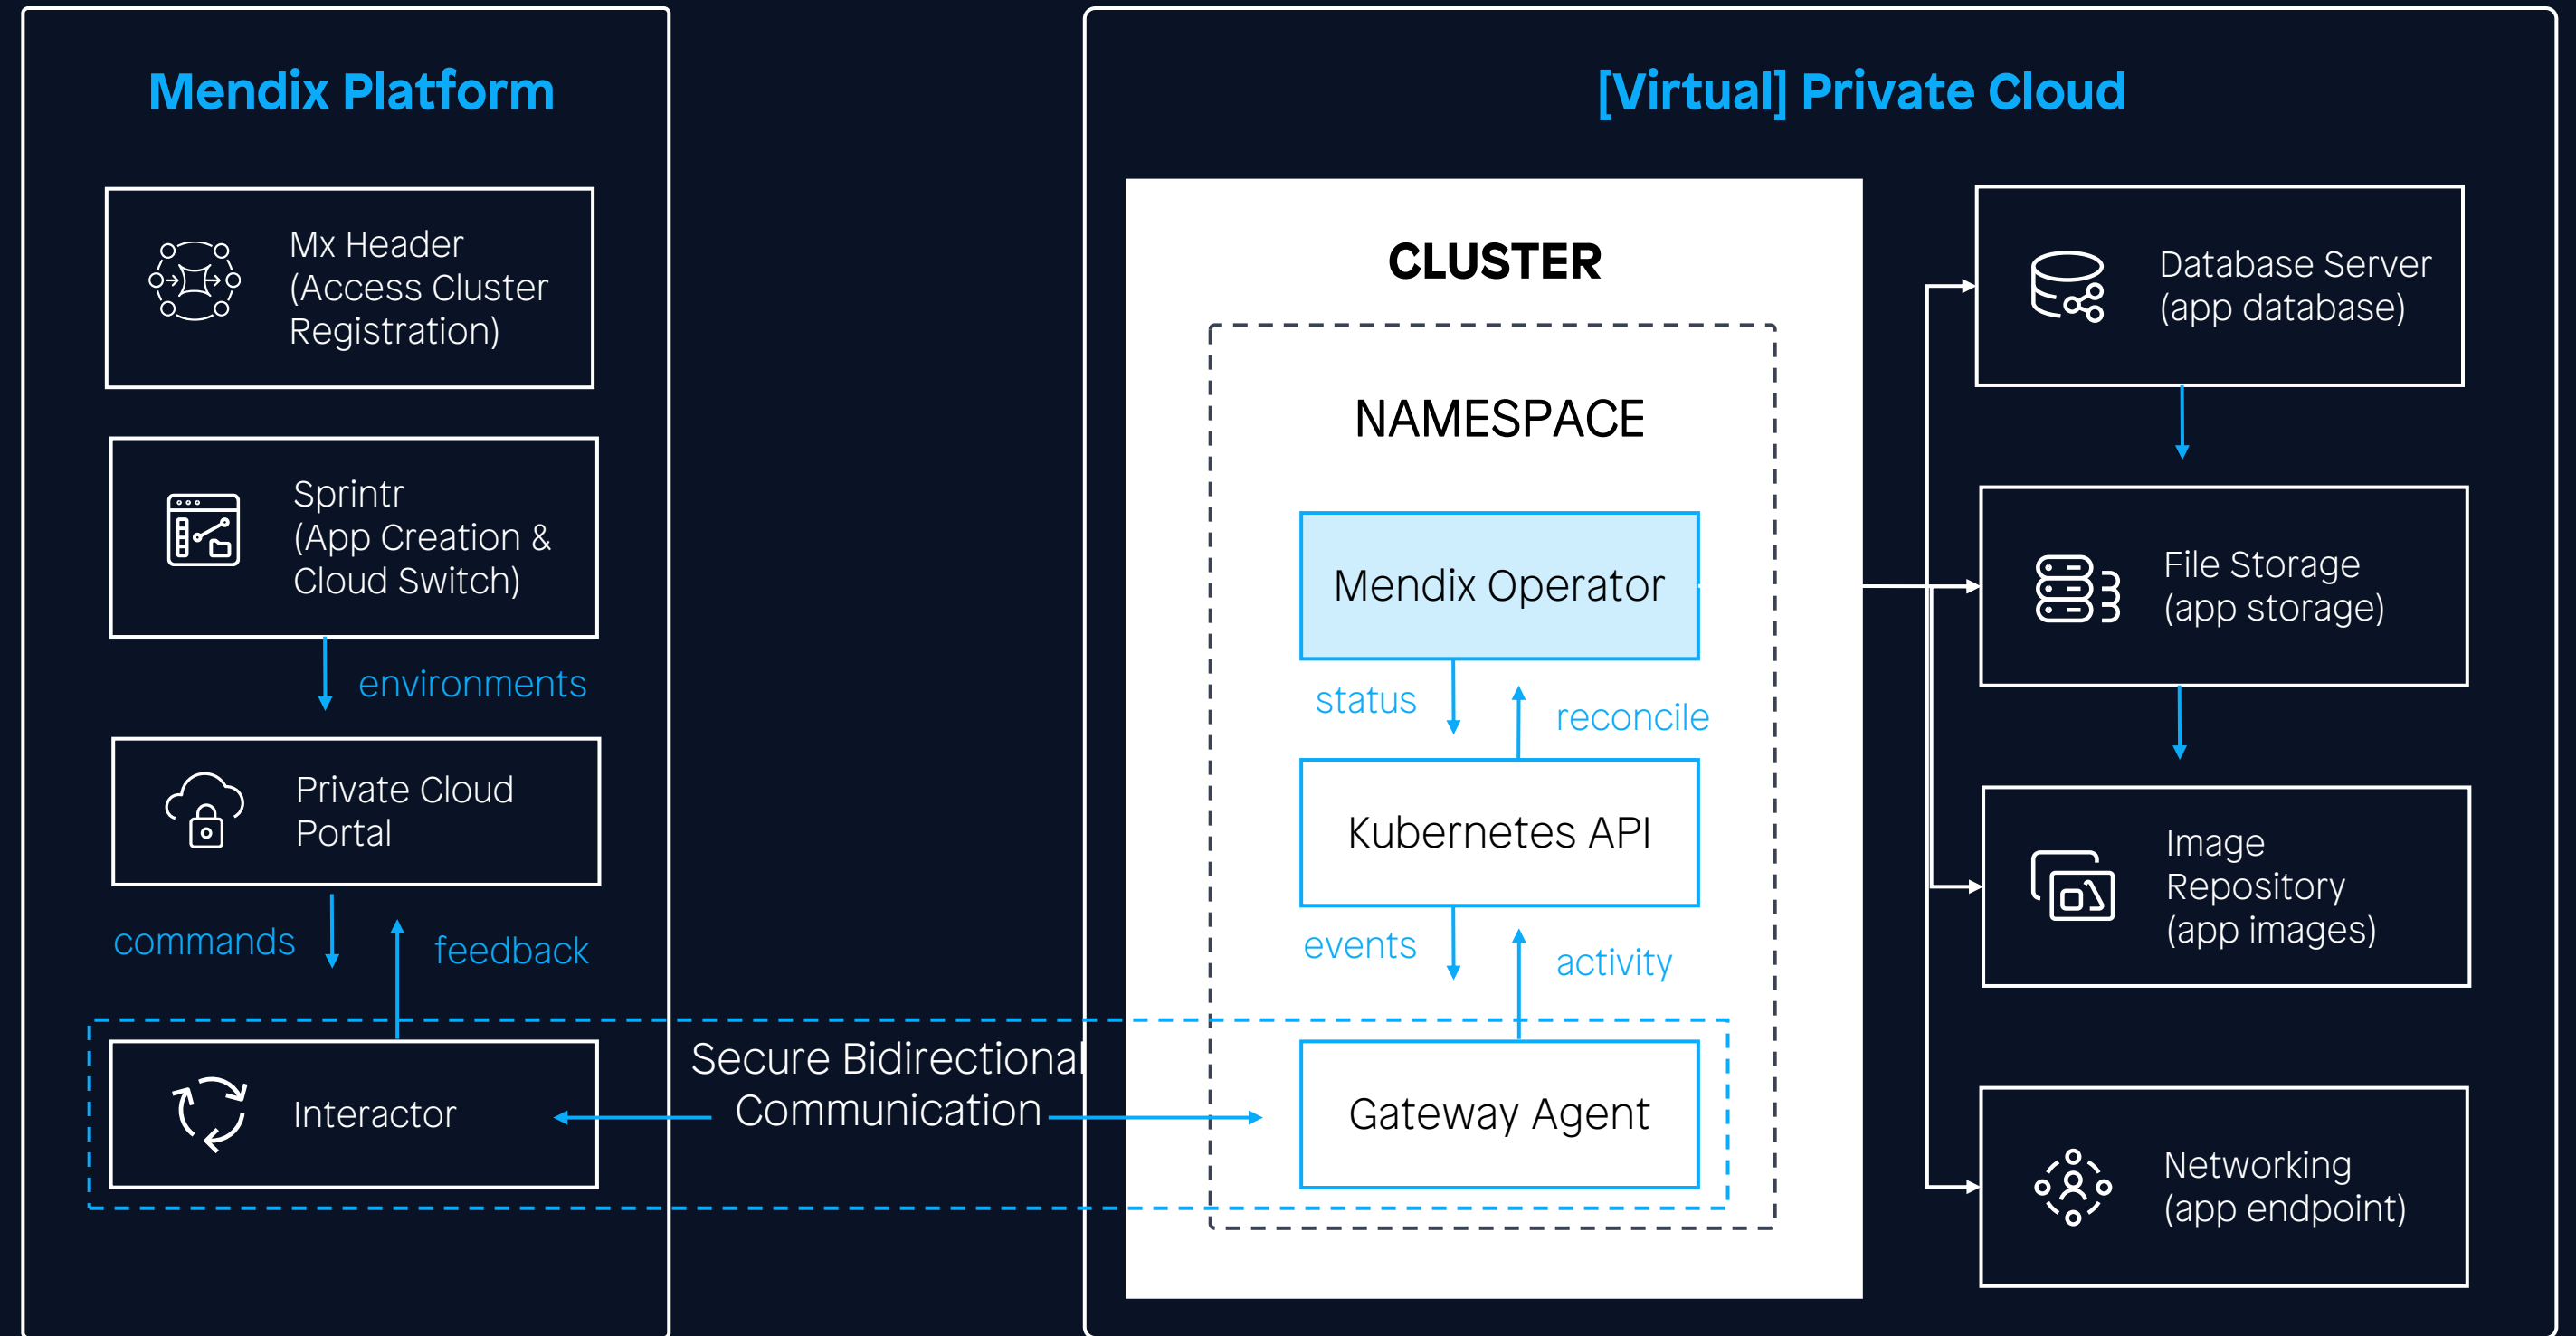 Mendix Platform
Mx Header
(Access Cluster
Registration)
Sprintr
(App Creation &
Cloud Switch)
environments
Private Cloud
Portal
commands
feedback
Interactor
Secure Bidirectional
Communication
[Virtual] Private Cloud
CLUSTER
NAMESPACE
Mendix Operator
status
reconcile
Kubernetes API
events
activity
Gateway Agent
Database Server
(app database)
File Storage
(app storage)
Image
Repository
(app images)
Networking
(app endpoint)